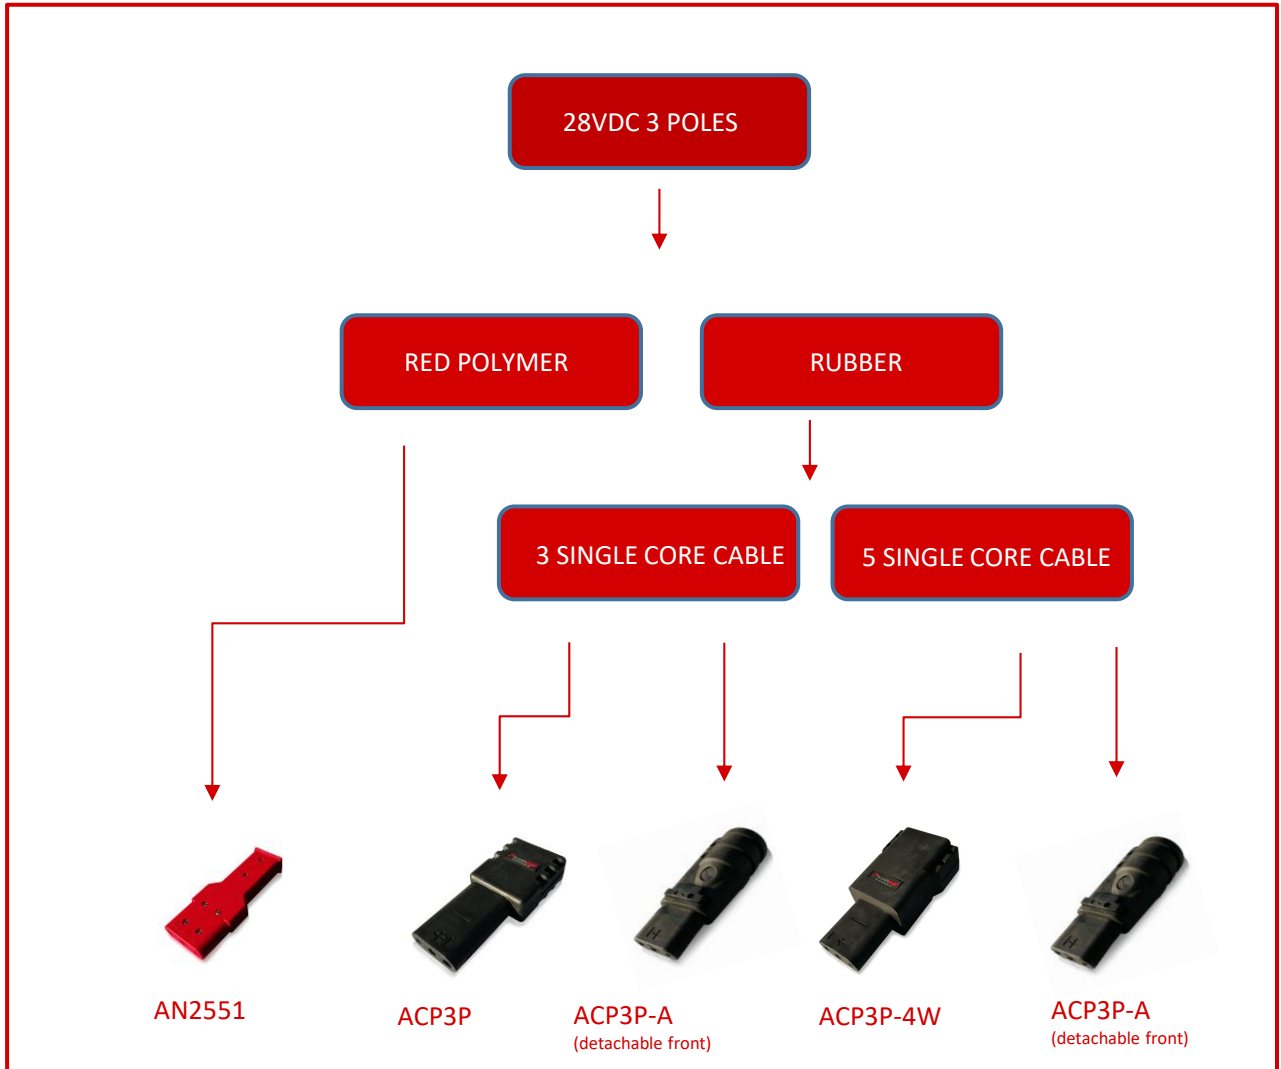 28VDC 3 POLES
RED POLYMER
RUBBER
3 SINGLE CORE CABLE
5 SINGLE CORE CABLE
AN2551
ACP3P
ACP3P-A
(detachable front)
ACP3P-4W
ACP3P-A
(detachable front)